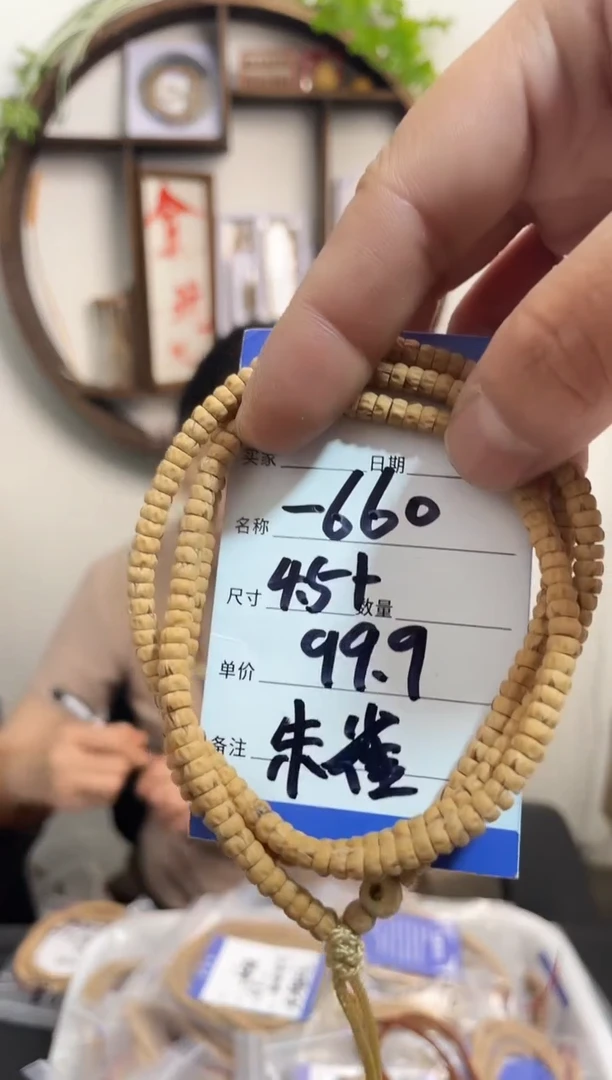 买家 日期
名称 -660
尺寸 45+ 数量
单价 99.9
备注 朱雀